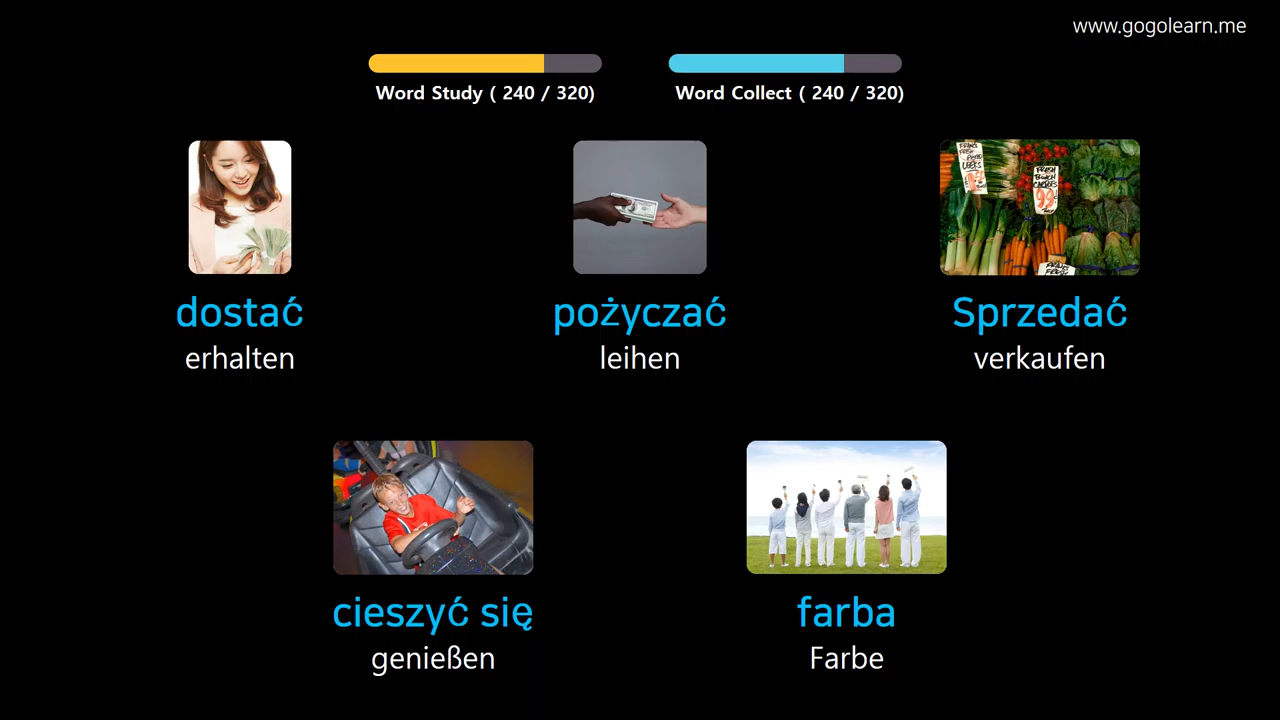 www.gogolearn.me
Word Study ( 240 / 320)
Word Collect ( 240 / 320)
dostać
erhalten
pożyczać
leihen
Sprzedać
verkaufen
cieszyć się
genießen
farba
Farbe